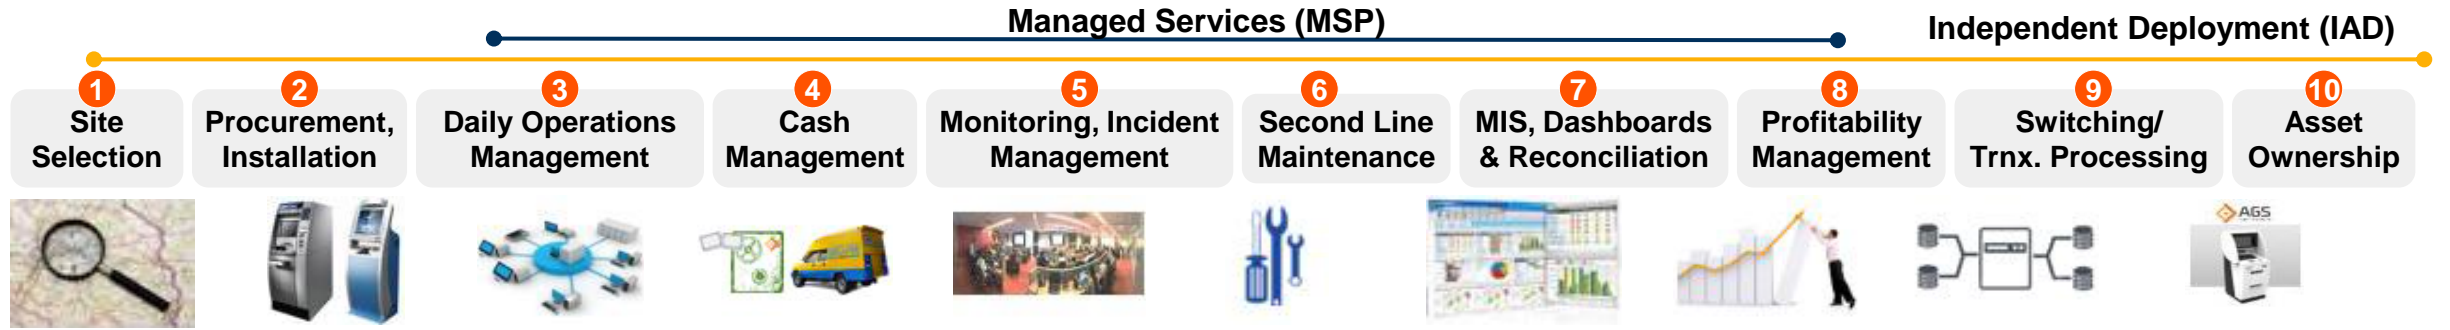 Managed Services (MSP)
Independent Deployment (IAD)
1
Site
Selection
2
Procurement,
Installation
3
Daily Operations
Management
4
Cash
Management
5
Monitoring, Incident
Management
6
Second Line
Maintenance
7
MIS, Dashboards
& Reconciliation
8
Profitability
Management
9
Switching/
Trnx. Processing
10
Asset
Ownership
AGS